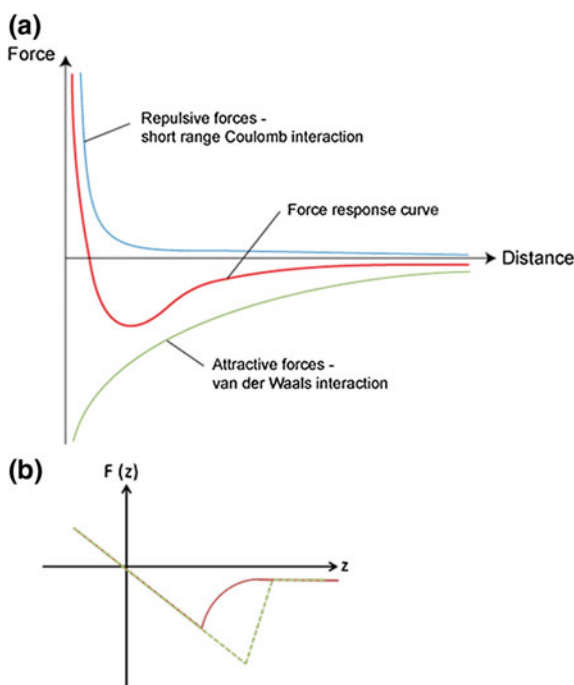 (a)
Force
Repulsive forces -
short range Coulomb interaction
Force response curve
Distance
Attractive forces -
van der Waals interaction
(b)
F (z)
z